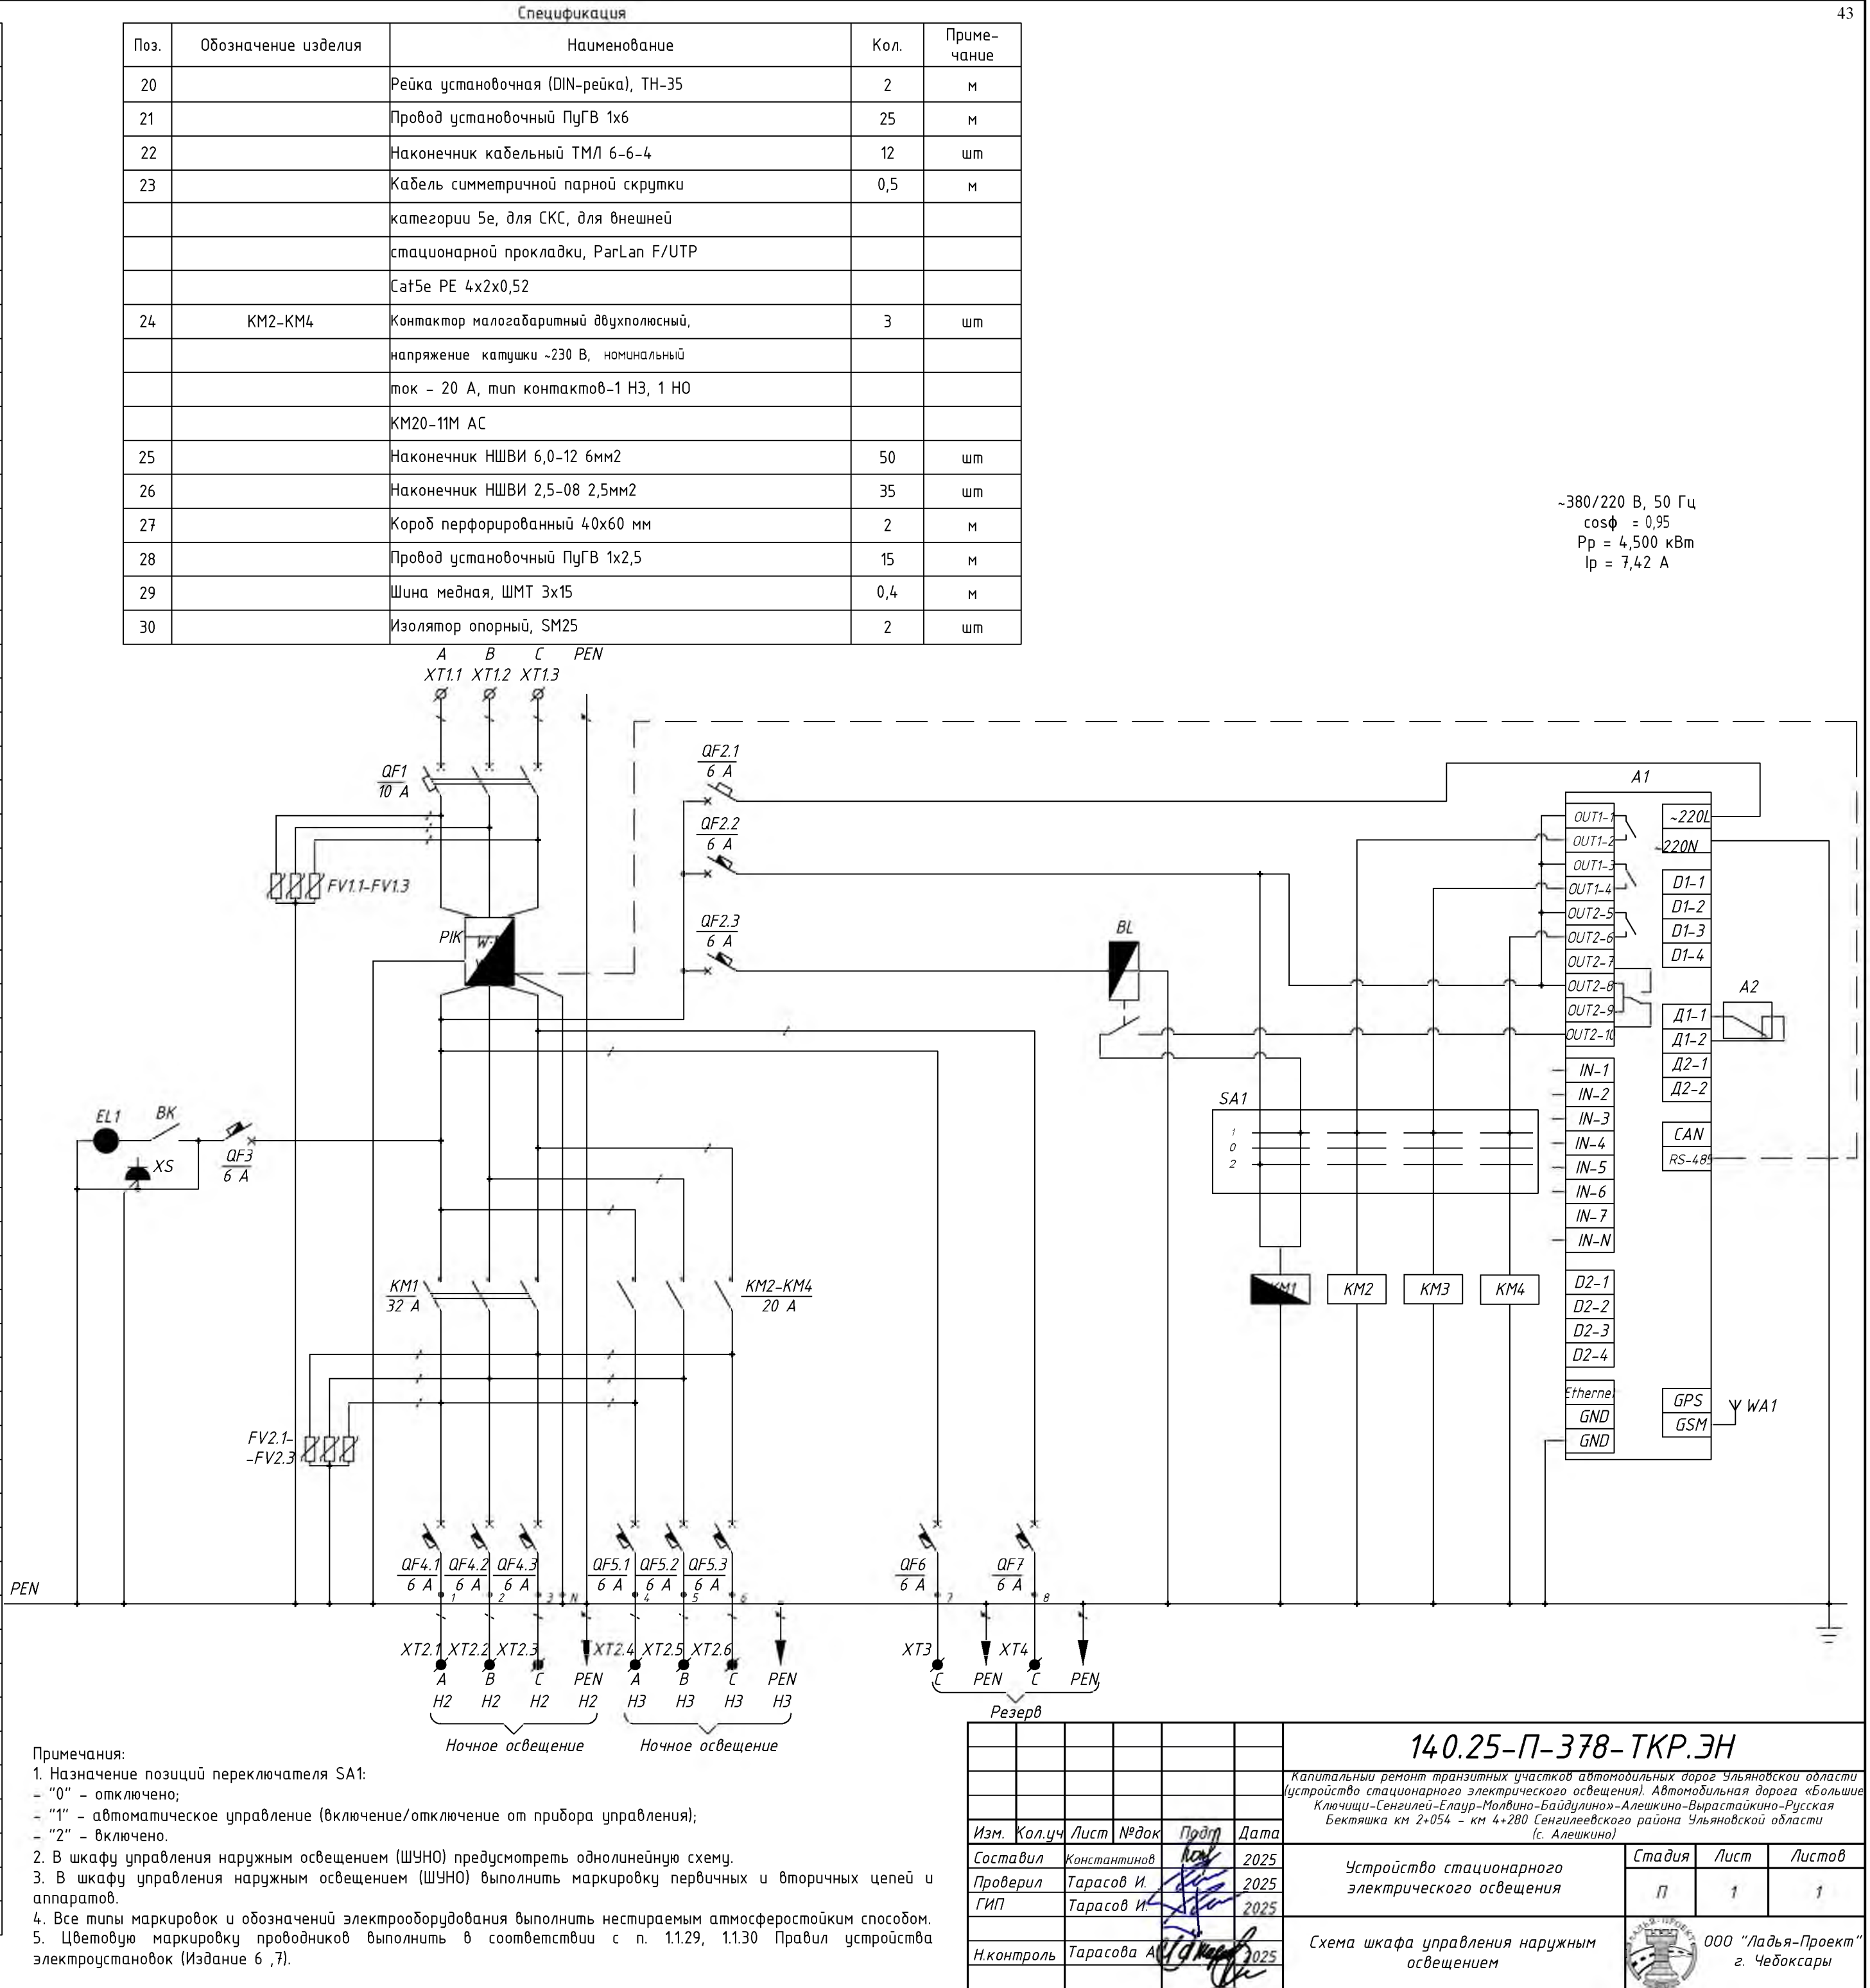 43
Спецификация
Поз. Обозначение изделия Наименование Кол. Приме-
чание
20 Рейка установочная (DIN-рейка), ТН-35 2 м
21 Провод установочный ПуГВ 1х6 25 м
22 Наконечник кабельный ТМЛ 6-6-4 12 шт
23 Кабель симметричной парной скрутки 0,5 м
категории 5е, для СКС, для внешней
стационарной прокладки, ParLan F/UTP
Cat5e PE 4х2х0,52
24 КМ2-КМ4 Контактор малогабаритный двухполюсный, 3 шт
напряжение катушки ~230 В, номинальный
ток - 20 А, тип контактов-1 НЗ, 1 НО
КМ20-11М АС
25 Наконечник НШВИ 6,0-12 6мм2 50 шт
26 Наконечник НШВИ 2,5-08 2,5мм2 35 шт
27 Короб перфорированный 40х60 мм 2 м
28 Провод установочный ПуГВ 1х2,5 15 м
29 Шина медная, ШМТ 3х15 0,4 м
30 Изолятор опорный, SM25 2 шт
~380/220 В, 50 Гц
cosф = 0,95
Рр = 4,500 кВт
Iр = 7,42 А
A B C PEN
XT1.1 XT1.2 XT1.3
QF1
10 A
QF2.1
6 A
QF2.2
6 A
QF2.3
6 A
FV1.1-FV1.3
PIK
BL
A1
OUT1-1
OUT1-2
OUT1-3
OUT1-4
OUT2-5
OUT2-6
OUT2-7
OUT2-8
OUT2-9
OUT2-10
IN-1
IN-2
IN-3
IN-4
IN-5
IN-6
IN-7
IN-N
D2-1
D2-2
D2-3
D2-4
Etherne
GND
GND
~220L
~220N
D1-1
D1-2
D1-3
D1-4
Д1-1
Д1-2
Д2-1
Д2-2
CAN
RS-485
GPS
GSM
A2
WA1
EL1 BK
XS
QF3
6 A
SA1
1
0
2
KM1
32 A
KM2-KM4
20 A
KM1 KM2 KM3 KM4
FV2.1-
-FV2.3
QF4.1 QF4.2 QF4.3 QF5.1 QF5.2 QF5.3 QF6 QF7
6 A 6 A 6 A 6 A 6 A 6 A 6 A 6 A
PEN
1 2 3 N 4 5 6 7 8
XT2.1 XT2.2 XT2.3 XT2.4 XT2.5 XT2.6 XT3 XT4
A B C PEN A B C PEN C PEN C PEN
H2 H2 H2 H2 H3 H3 H3 H3
Резерв
Ночное освещение Ночное освещение
Примечания:
1. Назначение позиций переключателя SA1:
- "0" - отключено;
- "1" - автоматическое управление (включение/отключение от прибора управления);
- "2" - включено.
2. В шкафу управления наружным освещением (ШУНО) предусмотреть однолинейную схему.
3. В шкафу управления наружным освещением (ШУНО) выполнить маркировку первичных и вторичных цепей и
аппаратов.
4. Все типы маркировок и обозначений электрооборудования выполнить нестираемым атмосферостойким способом.
5. Цветовую маркировку проводников выполнить в соответствии с п. 1.1.29, 1.1.30 Правил устройства
электроустановок (Издание 6 ,7).
140.25-П-378-ТКР.ЭН
Капитальный ремонт транзитных участков автомобильных дорог Ульяновской области
(устройство стационарного электрического освещения). Автомобильная дорога «Большие
Ключищи-Сенгилей-Елаур-Молвино-Байдулино»-Алешкино-Вырастайкино-Русская
Бектяшка км 2+054 - км 4+280 Сенгилеевского района Ульяновской области
(с. Алешкино)
Изм. Кол.уч Лист №док Подп Дата
Составил Константинов 2025
Проверил Тарасов И. 2025
ГИП Тарасов И. 2025
Н.контроль Тарасова А 2025
Устройство стационарного
электрического освещения
Стадия Лист Листов
П 1 1
Схема шкафа управления наружным
освещением
ООО "Ладья-Проект"
г. Чебоксары